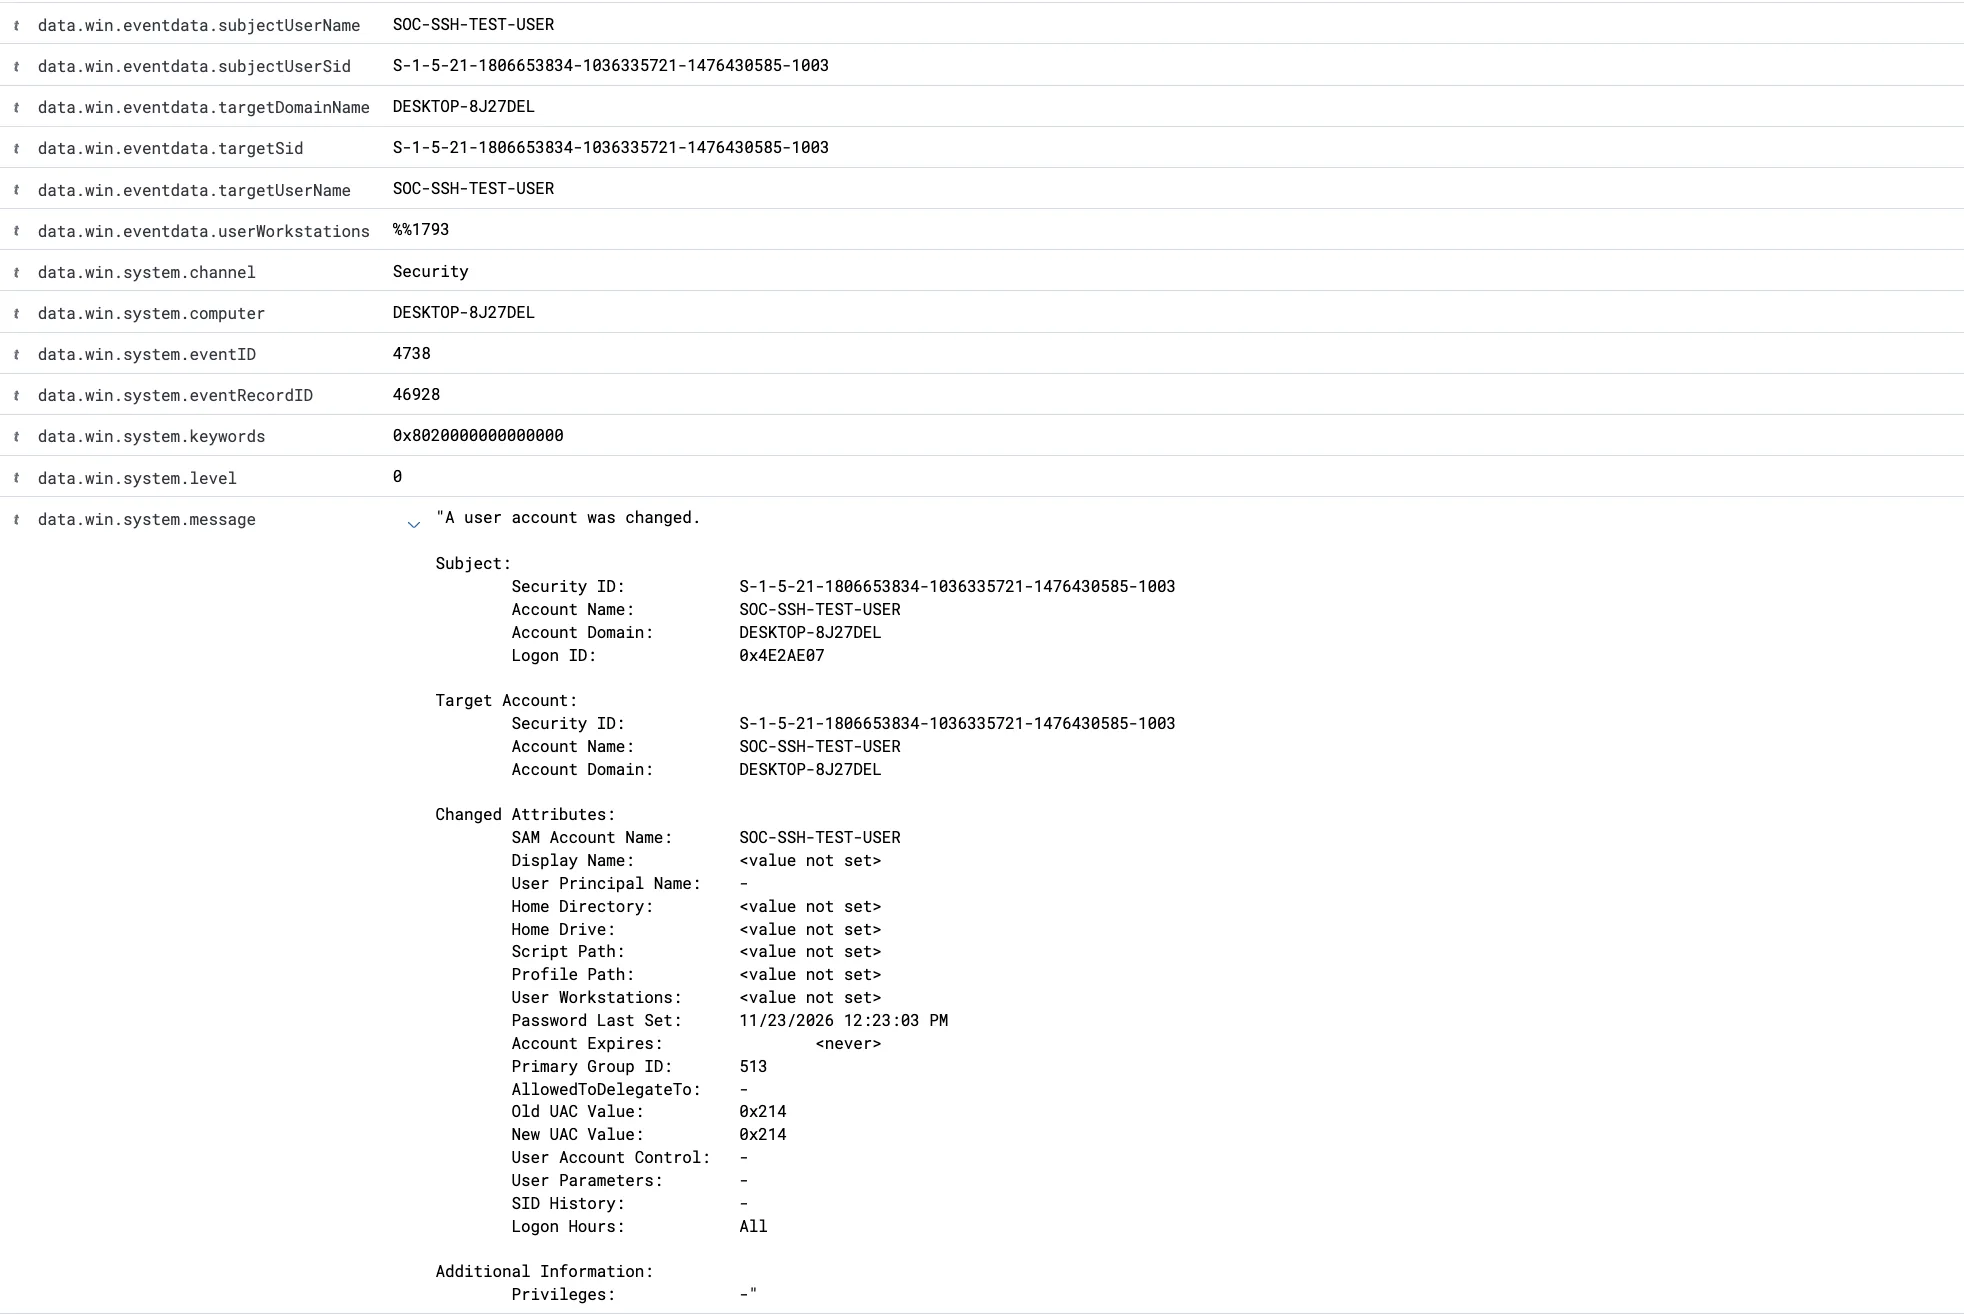 t data.win.eventdata.subjectUserName SOC-SSH-TEST-USER
t data.win.eventdata.subjectUserSid S-1-5-21-1806653834-1036335721-1476430585-1003
t data.win.eventdata.targetDomainName DESKTOP-8J27DEL
t data.win.eventdata.targetSid S-1-5-21-1806653834-1036335721-1476430585-1003
t data.win.eventdata.targetUserName SOC-SSH-TEST-USER
t data.win.eventdata.userWorkstations %%1793
t data.win.system.channel Security
t data.win.system.computer DESKTOP-8J27DEL
t data.win.system.eventID 4738
t data.win.system.eventRecordID 46928
t data.win.system.keywords 0x8020000000000000
t data.win.system.level 0
t data.win.system.message "A user account was changed.
Subject:
Security ID: S-1-5-21-1806653834-1036335721-1476430585-1003
Account Name: SOC-SSH-TEST-USER
Account Domain: DESKTOP-8J27DEL
Logon ID: 0x4E2AE07
Target Account:
Security ID: S-1-5-21-1806653834-1036335721-1476430585-1003
Account Name: SOC-SSH-TEST-USER
Account Domain: DESKTOP-8J27DEL
Changed Attributes:
SAM Account Name: SOC-SSH-TEST-USER
Display Name: <value not set>
User Principal Name: -
Home Directory: <value not set>
Home Drive: <value not set>
Script Path: <value not set>
Profile Path: <value not set>
User Workstations: <value not set>
Password Last Set: 11/23/2026 12:23:03 PM
Account Expires: <never>
Primary Group ID: 513
AllowedToDelegateTo: -
Old UAC Value: 0x214
New UAC Value: 0x214
User Account Control: -
User Parameters: -
SID History: -
Logon Hours: All
Additional Information:
Privileges: -"